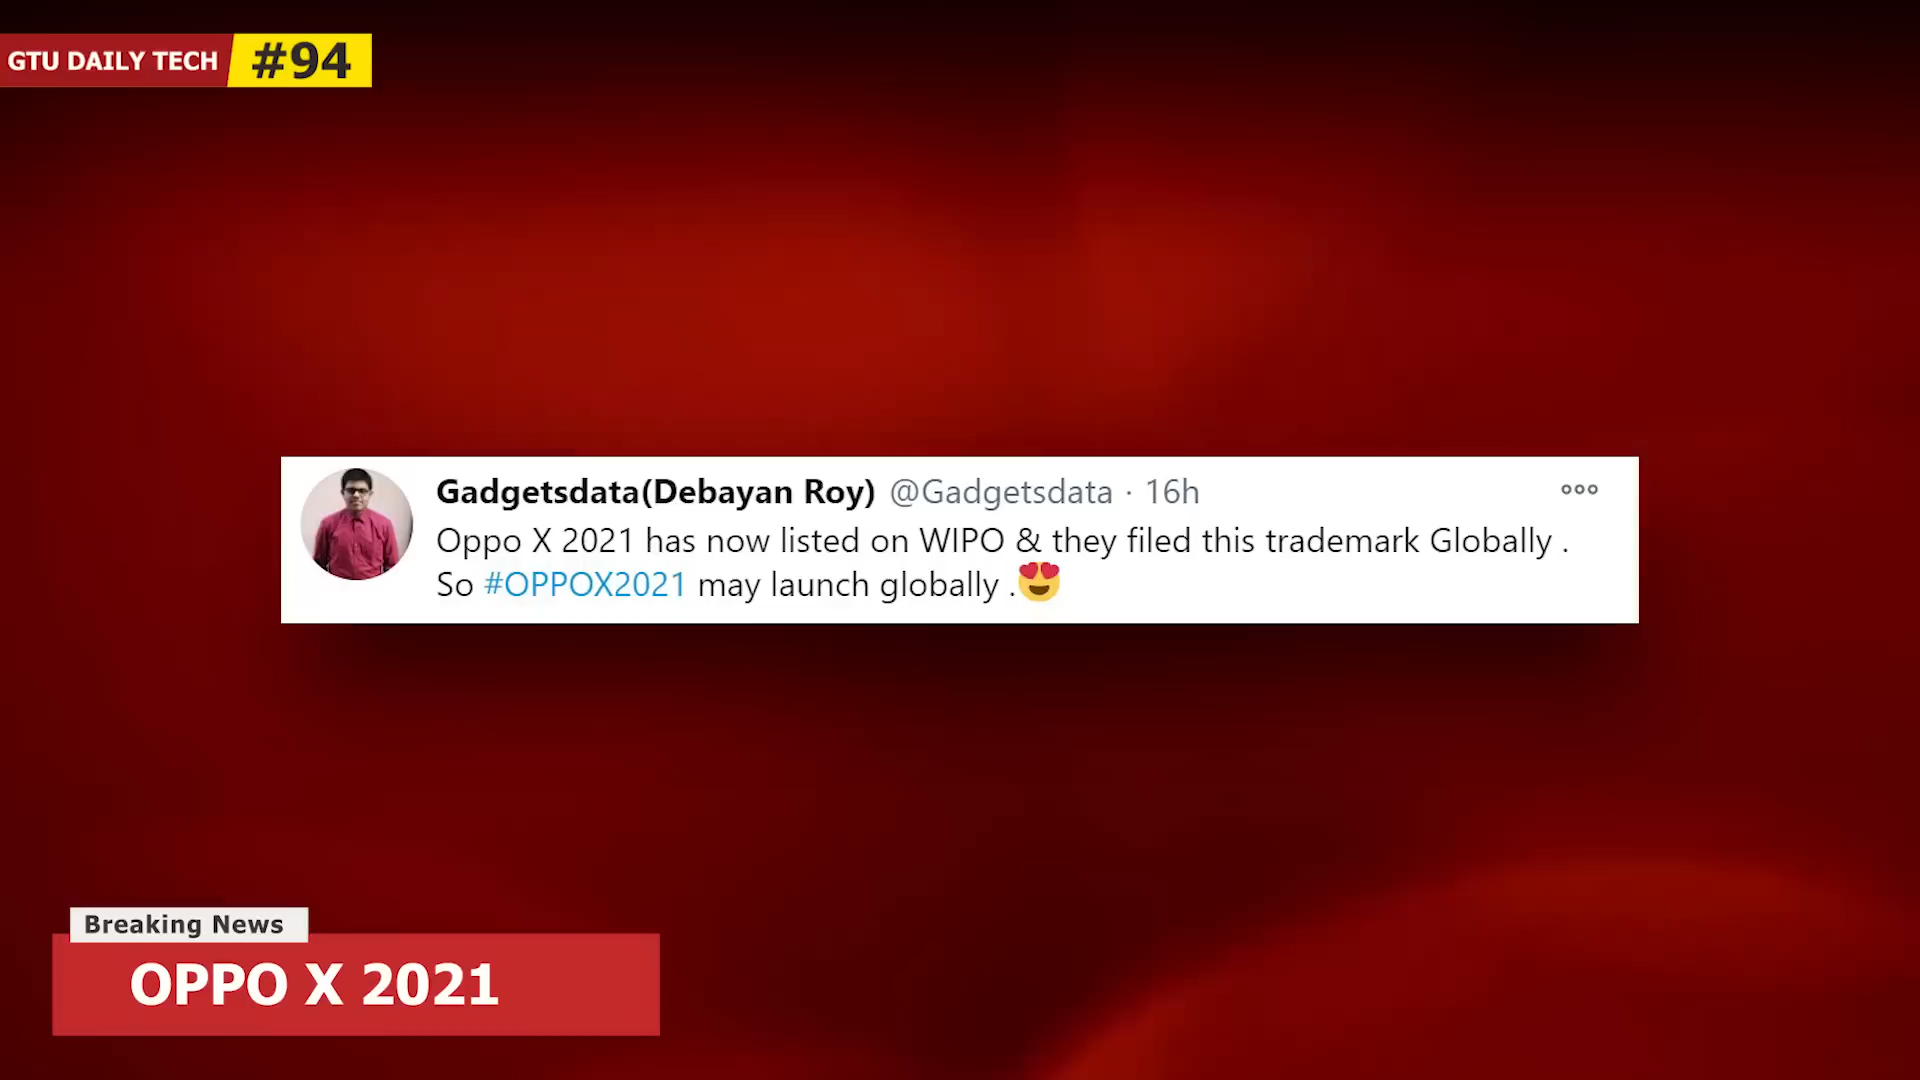 GTU DAILY TECH #94
Gadgetsdata(Debayan Roy) @Gadgetsdata · 16h
Oppo X 2021 has now listed on WIPO & they filed this trademark Globally .
So #OPPOX2021 may launch globally .😍
Breaking News
OPPO X 2021